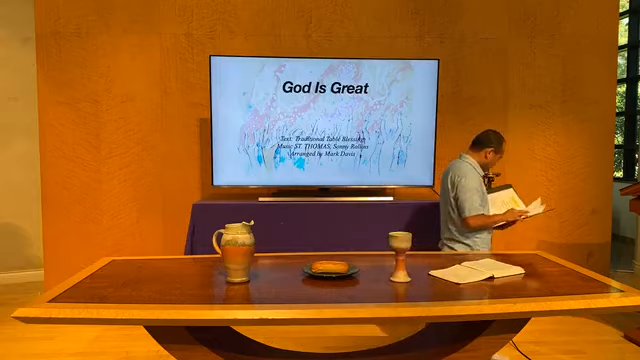 God Is Great
Text: Traditional Table Blessing
Music: ST. THOMAS, Sonny Rollins
Arranged by Mark Davis